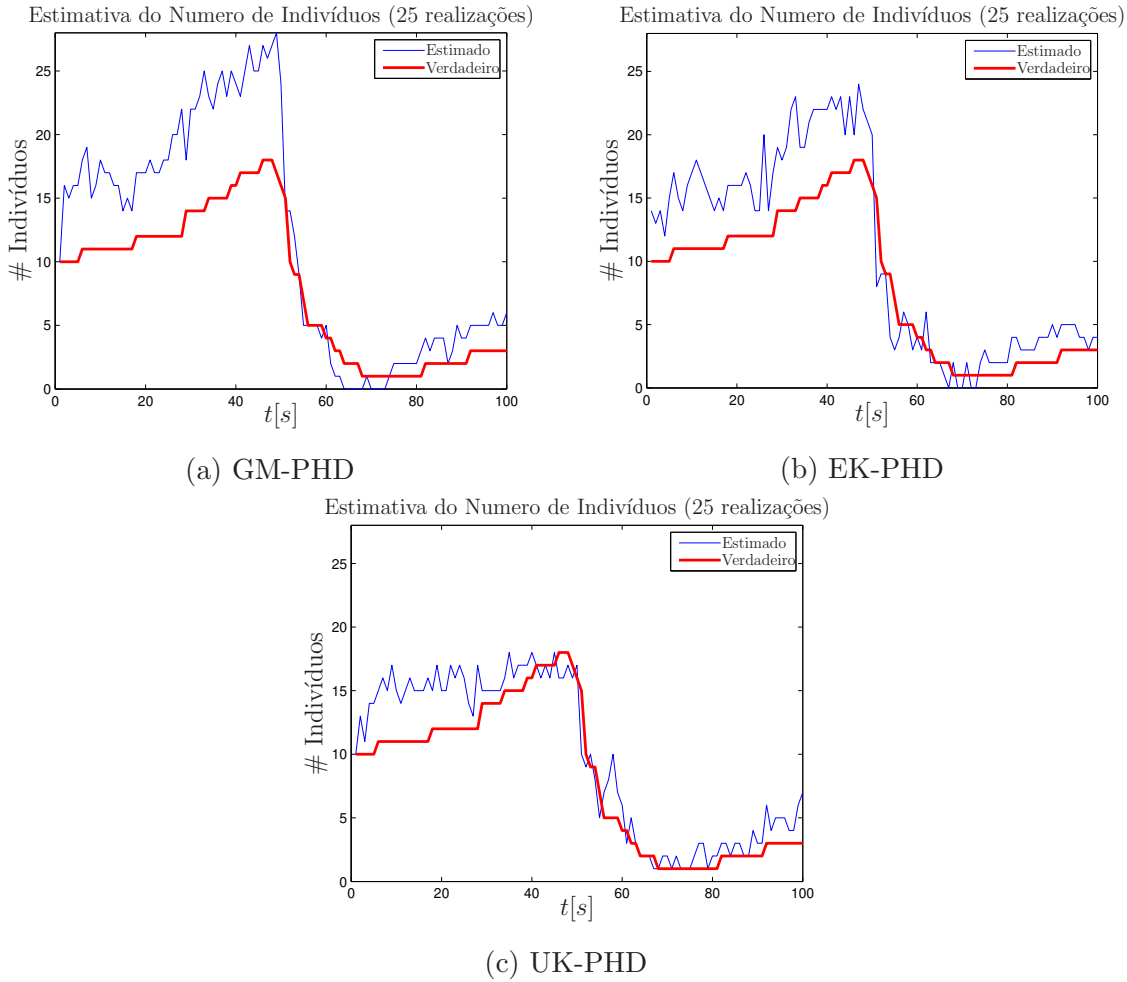 Estimativa do Numero de Indivíduos (25 realizações)
Estimado
Verdadeiro
# Indivíduos
25
20
15
10
5
0
0 20 40 60 80 100
t[s]
(a) GM-PHD
Estimativa do Numero de Indivíduos (25 realizações)
Estimado
Verdadeiro
# Indivíduos
25
20
15
10
5
0
0 20 40 60 80 100
t[s]
(b) EK-PHD
Estimativa do Numero de Indivíduos (25 realizações)
Estimado
Verdadeiro
# Indivíduos
25
20
15
10
5
0
0 20 40 60 80 100
t[s]
(c) UK-PHD